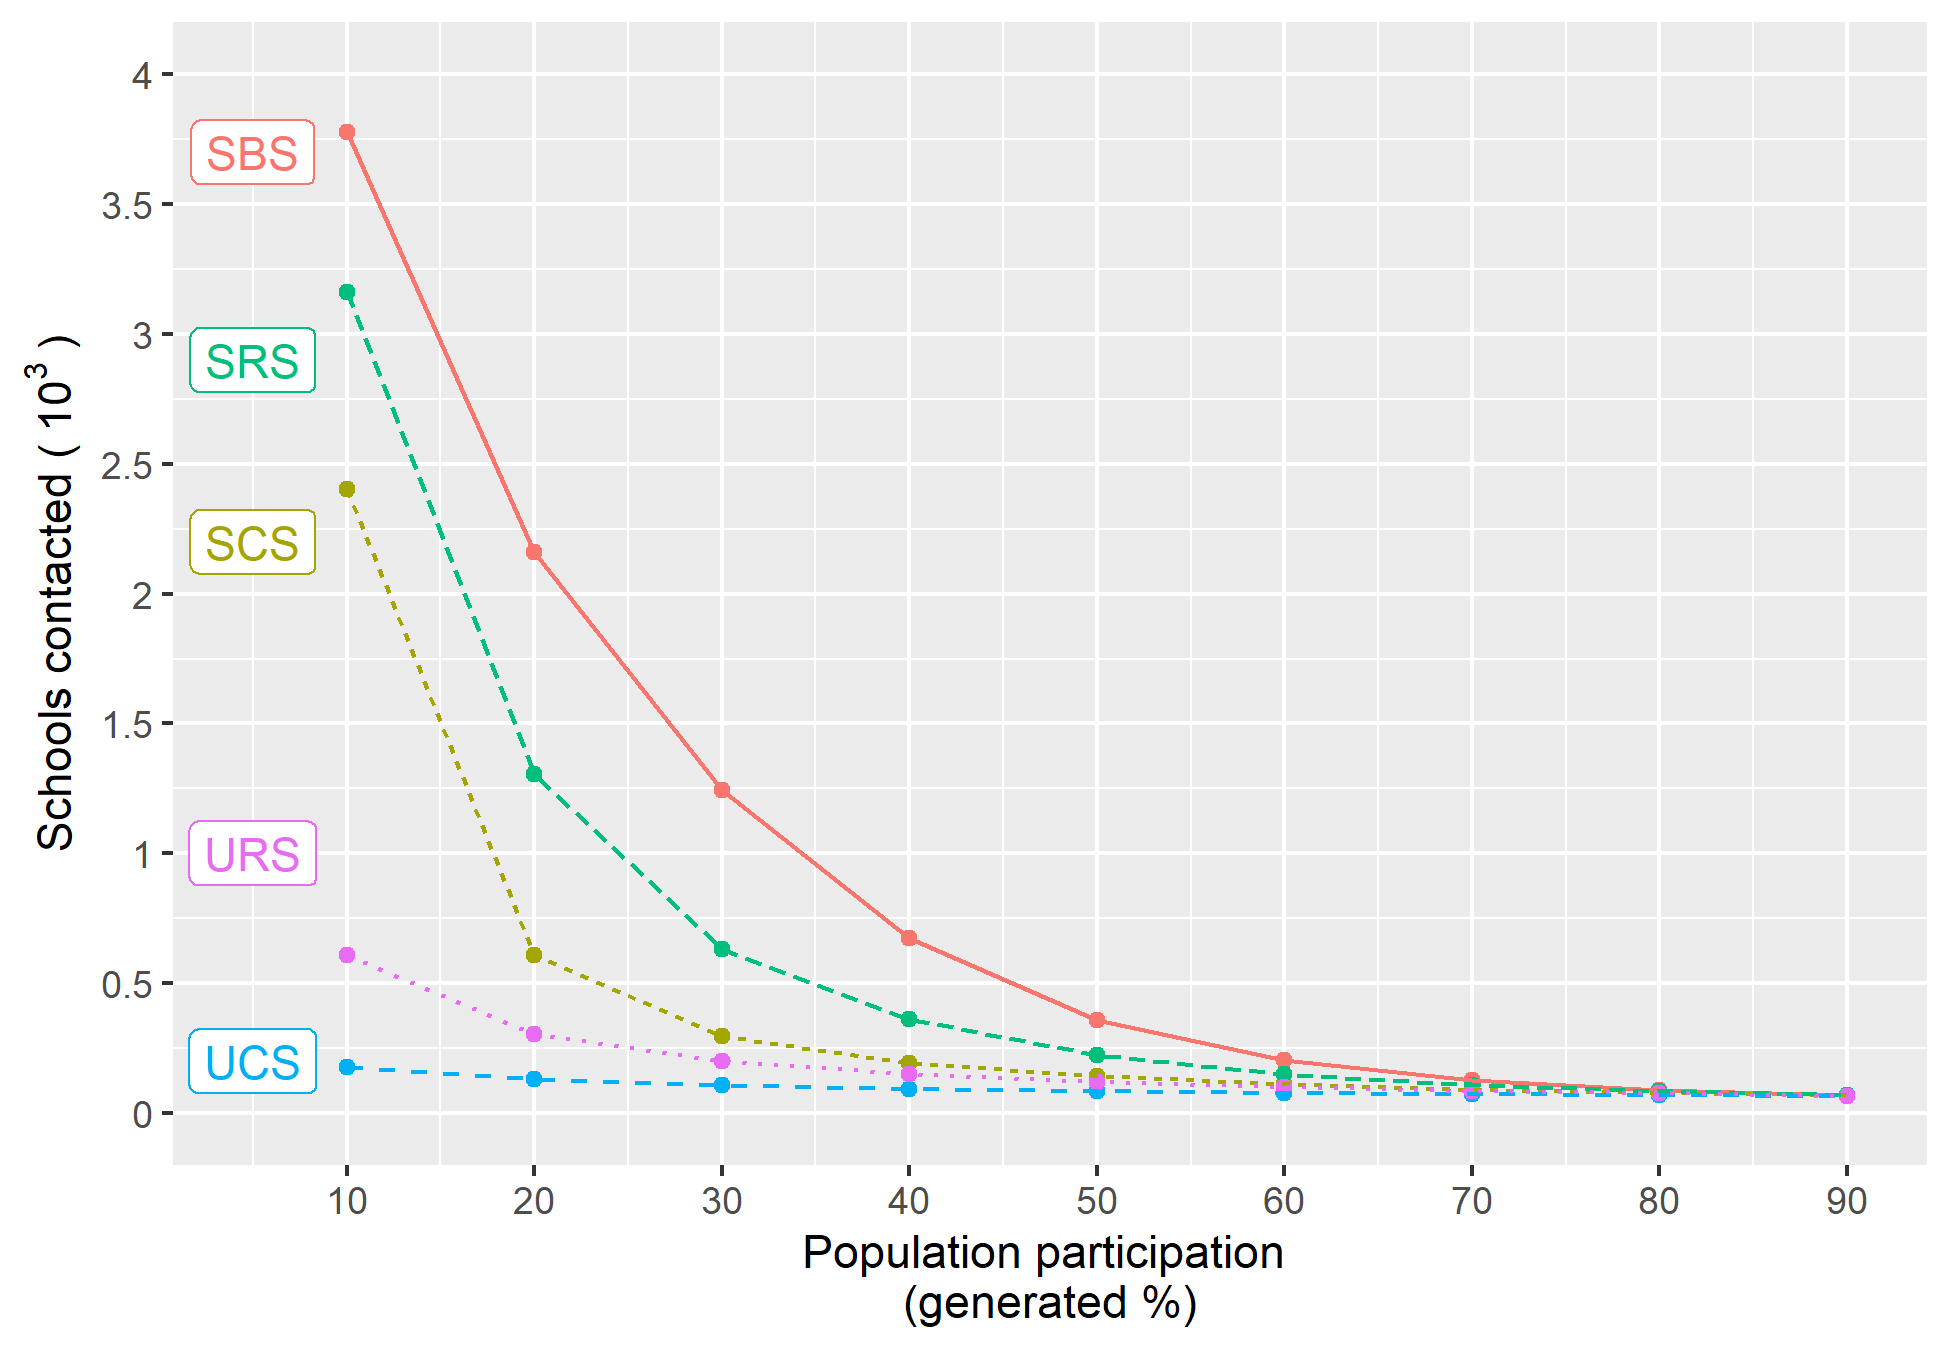 4
3.5
3
2.5
2
1.5
1
0.5
0
Schools contacted ( 10³ )
SBS
SRS
SCS
URS
UCS
10 20 30 40 50 60 70 80 90
Population participation
(generated %)